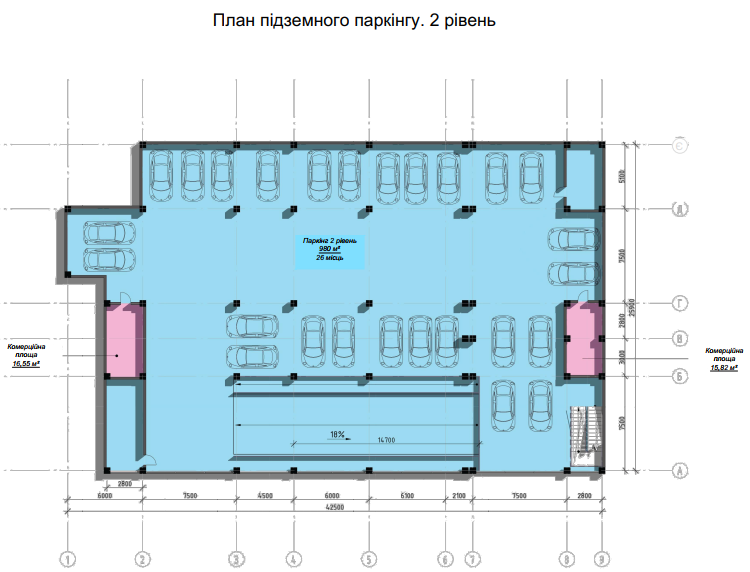 План підземного паркінгу. 2 рівень
Є
5100
Д
Паркінг 2 рівень
980 м²
26 місць
7500
25900
Г
2800
В
Комерційна
площа
16,55 м²
Комерційна
площа
15,82 м²
3000
Б
18%
14700
7500
А
2800
6000
7500
4500
6000
6100
2100
7500
2800
42500
1
2
3
4
5
6
7
8
9